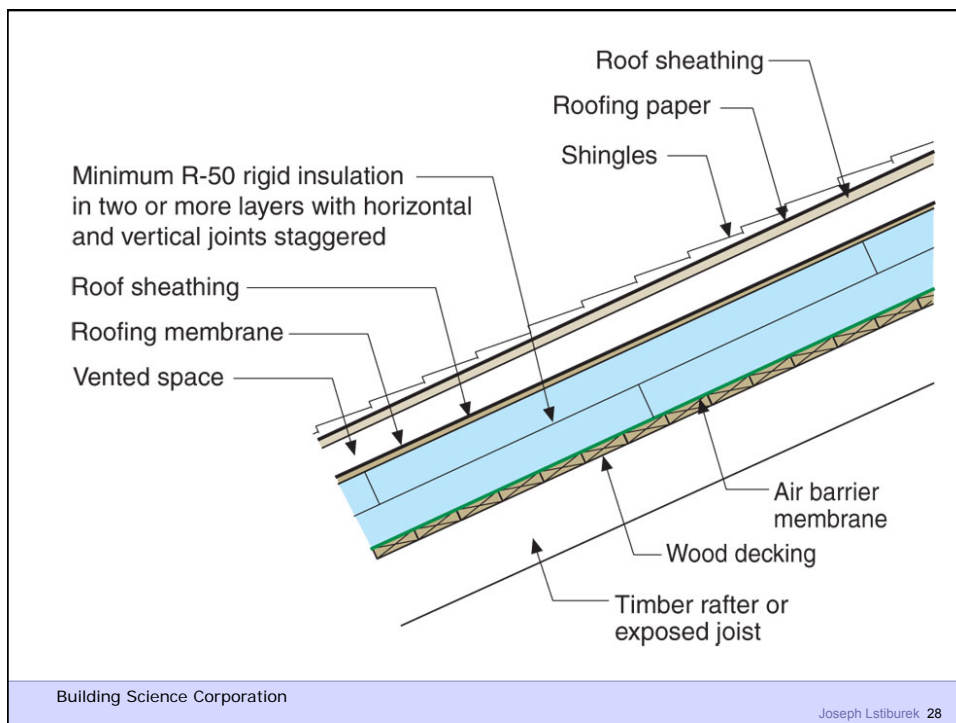 Roof sheathing
Roofing paper
Shingles
Minimum R-50 rigid insulation
in two or more layers with horizontal
and vertical joints staggered
Roof sheathing
Roofing membrane
Vented space
Air barrier
membrane
Wood decking
Timber rafter or
exposed joist
Building Science Corporation
Joseph Lstiburek 28